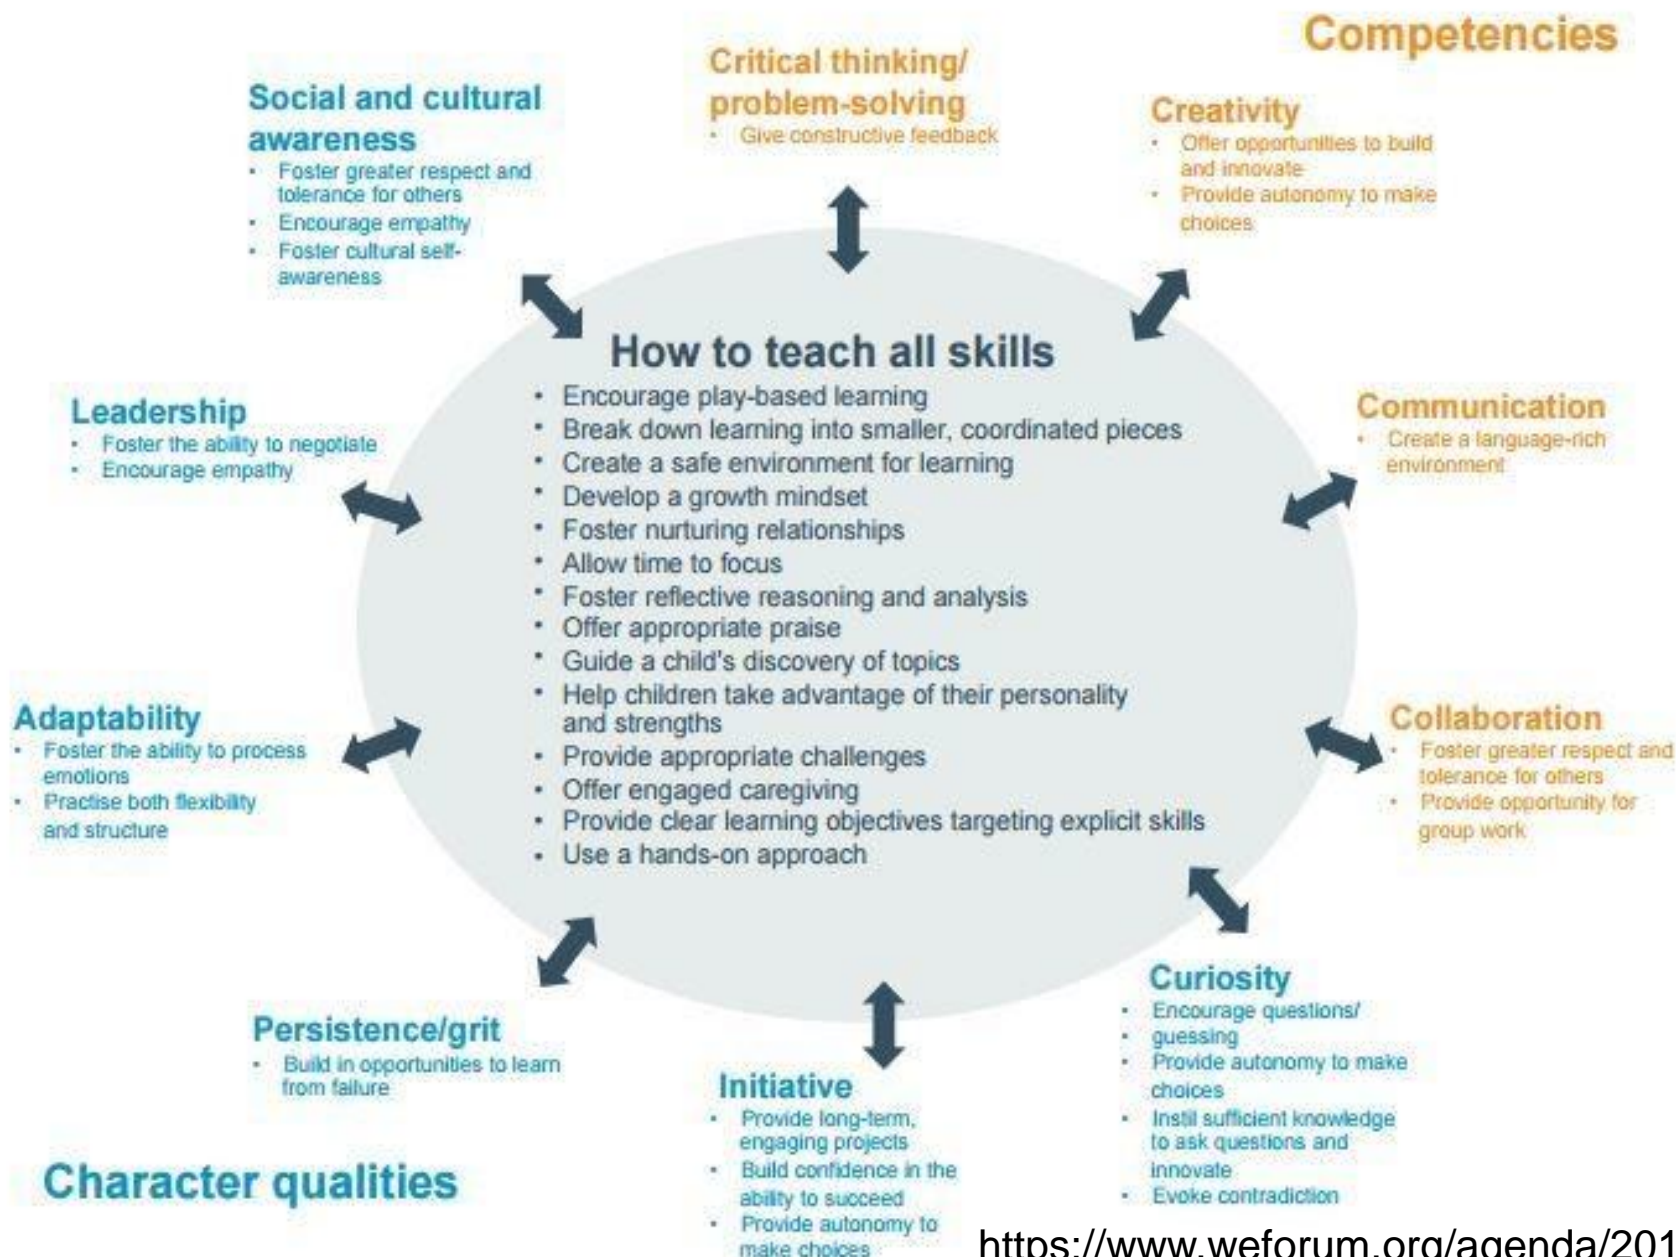 Competencies
Critical thinking/
problem-solving
• Give constructive feedback
Social and cultural
awareness
• Foster greater respect and
tolerance for others
• Encourage empathy
• Foster cultural self-
awareness
Creativity
• Offer opportunities to build
and innovate
• Provide autonomy to make
choices
Leadership
• Foster the ability to negotiate
• Encourage empathy
How to teach all skills
• Encourage play-based learning
• Break down learning into smaller, coordinated pieces
• Create a safe environment for learning
• Develop a growth mindset
• Foster nurturing relationships
• Allow time to focus
• Foster reflective reasoning and analysis
• Offer appropriate praise
• Guide a child's discovery of topics
• Help children take advantage of their personality
and strengths
• Provide appropriate challenges
• Offer engaged caregiving
• Provide clear learning objectives targeting explicit skills
• Use a hands-on approach
Communication
• Create a language-rich
environment
Adaptability
• Foster the ability to process
emotions
• Practise both flexibility
and structure
Collaboration
• Foster greater respect and
tolerance for others
• Provide opportunity for
group work
Persistence/grit
• Build in opportunities to learn
from failure
Initiative
• Provide long-term,
engaging projects
• Build confidence in the
ability to succeed
• Provide autonomy to
make choices
Curiosity
• Encourage questions/
• guessing
• Provide autonomy to make
choices
• Instil sufficient knowledge
to ask questions and
innovate
• Evoke contradiction
Character qualities
https://www.weforum.org/agenda/201